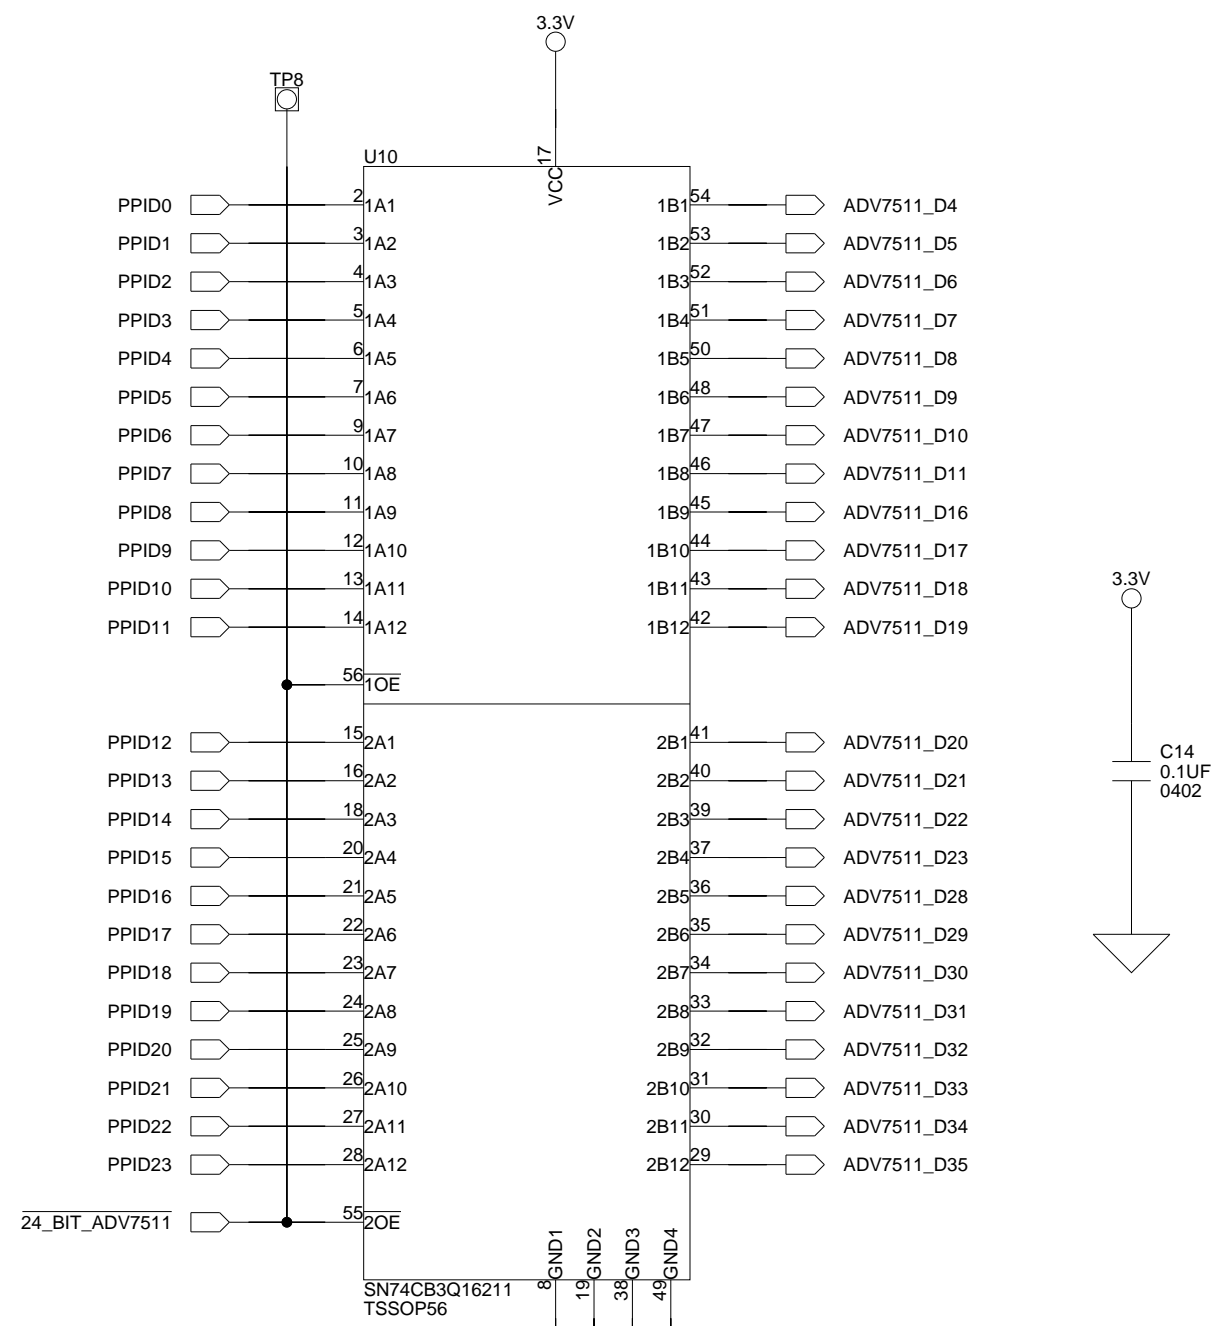 3.3V
TP8
U10
17
VCC
PPID0 2 1A1 1B1 54 ADV7511_D4
PPID1 3 1A2 1B2 53 ADV7511_D5
PPID2 4 1A3 1B3 52 ADV7511_D6
PPID3 5 1A4 1B4 51 ADV7511_D7
PPID4 6 1A5 1B5 50 ADV7511_D8
PPID5 7 1A6 1B6 48 ADV7511_D9
PPID6 9 1A7 1B7 47 ADV7511_D10
PPID7 10 1A8 1B8 46 ADV7511_D11
PPID8 11 1A9 1B9 45 ADV7511_D16
PPID9 12 1A10 1B10 44 ADV7511_D17
PPID10 13 1A11 1B11 43 ADV7511_D18
PPID11 14 1A12 1B12 42 ADV7511_D19
56 1OE
PPID12 15 2A1 2B1 41 ADV7511_D20
PPID13 16 2A2 2B2 40 ADV7511_D21
PPID14 18 2A3 2B3 39 ADV7511_D22
PPID15 20 2A4 2B4 37 ADV7511_D23
PPID16 21 2A5 2B5 36 ADV7511_D28
PPID17 22 2A6 2B6 35 ADV7511_D29
PPID18 23 2A7 2B7 34 ADV7511_D30
PPID19 24 2A8 2B8 33 ADV7511_D31
PPID20 25 2A9 2B9 32 ADV7511_D32
PPID21 26 2A10 2B10 31 ADV7511_D33
PPID22 27 2A11 2B11 30 ADV7511_D34
PPID23 28 2A12 2B12 29 ADV7511_D35
24_BIT_ADV7511 55 2OE
GND1 GND2 GND3 GND4
8 19 38 49
SN74CB3Q16211
TSSOP56
3.3V
C14
0.1UF
0402